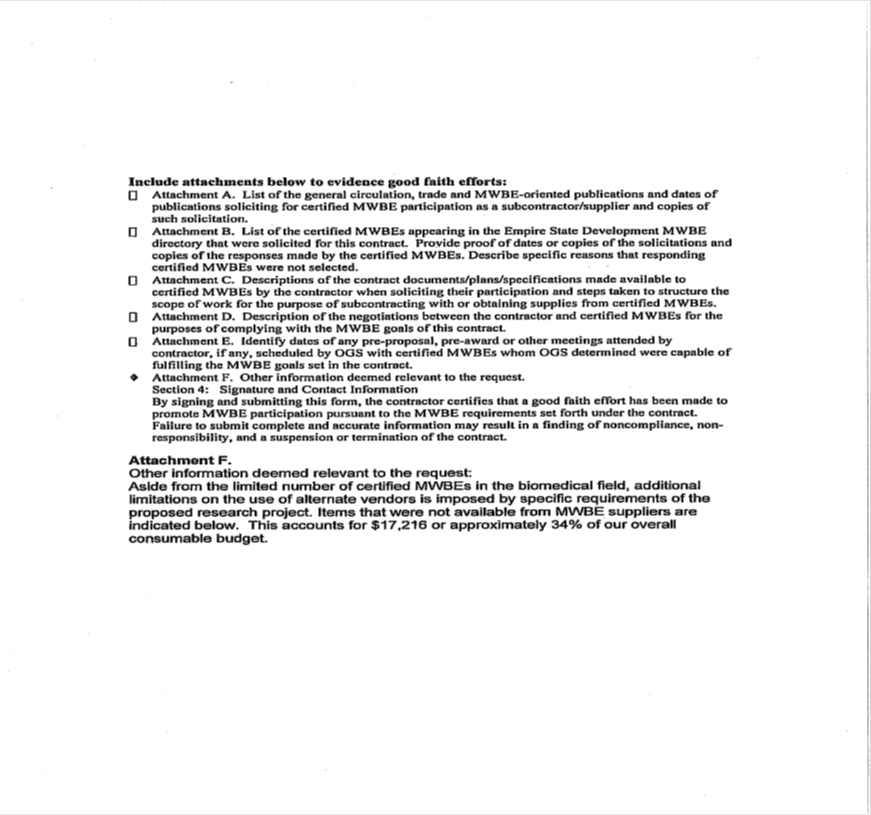 Include attachments below to evidence good faith efforts:
▯ Attachment A. List of the general circulation, trade and MWBE-oriented publications and dates of
publications soliciting for certified MWBE participation as a subcontractor/supplier and copies of
such solicitation.
▯ Attachment B. List of the certified MWBEs appearing in the Empire State Development MWBE
directory that were solicited for this contract. Provide proof of dates or copies of the solicitations and
copies of the responses made by the certified MWBEs. Describe specific reasons that responding
certified MWBEs were not selected.
▯ Attachment C. Descriptions of the contract documents/plans/specifications made available to
certified MWBEs by the contractor when soliciting their participation and steps taken to structure the
scope of work for the purpose of subcontracting with or obtaining supplies from certified MWBEs.
▯ Attachment D. Description of the negotiations between the contractor and certified MWBEs for the
purposes of complying with the MWBE goals of this contract.
▯ Attachment E. Identify dates of any pre-proposal, pre-award or other meetings attended by
contractor, if any, scheduled by OGS with certified MWBEs whom OGS determined were capable of
fulfilling the MWBE goals set in the contract.
❖ Attachment F. Other information deemed relevant to the request.
Section 4: Signature and Contact Information
By signing and submitting this form, the contractor certifies that a good faith effort has been made to
promote MWBE participation pursuant to the MWBE requirements set forth under the contract.
Failure to submit complete and accurate information may result in a finding of noncompliance, non-
responsibility, and a suspension or termination of the contract.
Attachment F.
Other information deemed relevant to the request:
Aside from the limited number of certified MWBEs in the biomedical field, additional
limitations on the use of alternate vendors is imposed by specific requirements of the
proposed research project. Items that were not available from MWBE suppliers are
indicated below. This accounts for $17,216 or approximately 34% of our overall
consumable budget.